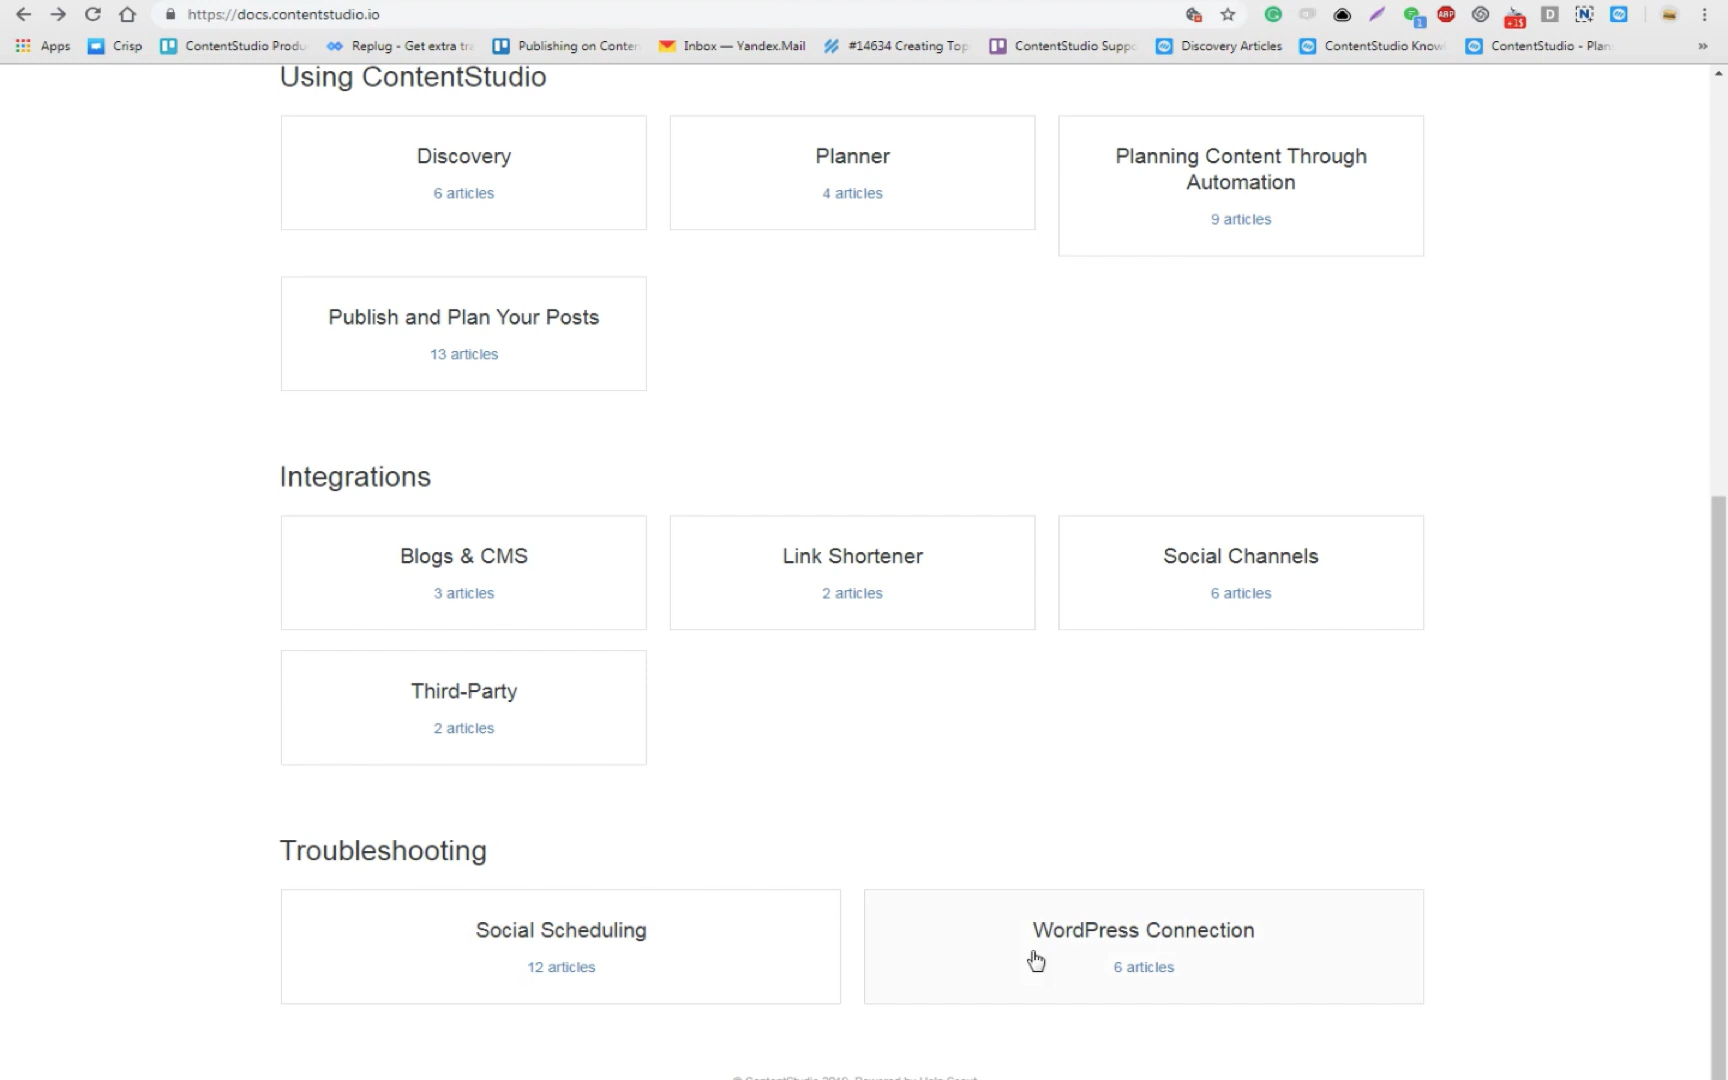 https://docs.contentstudio.io
Apps Crisp ContentStudio Produ Replug - Get extra tra Publishing on Conten Inbox — Yandex.Mail #14634 Creating Top ContentStudio Suppo Discovery Articles ContentStudio Know ContentStudio - Plan »
Using ContentStudio
Discovery
6 articles
Planner
4 articles
Planning Content Through
Automation
9 articles
Publish and Plan Your Posts
13 articles
Integrations
Blogs & CMS
3 articles
Link Shortener
2 articles
Social Channels
6 articles
Third-Party
2 articles
Troubleshooting
Social Scheduling
12 articles
WordPress Connection
6 articles